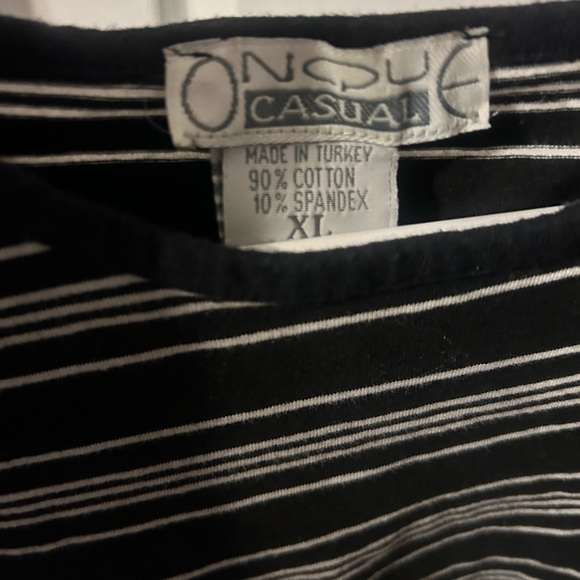 ONQUE
CASUAL
MADE IN TURKEY
90% COTTON
10% SPANDEX
XL